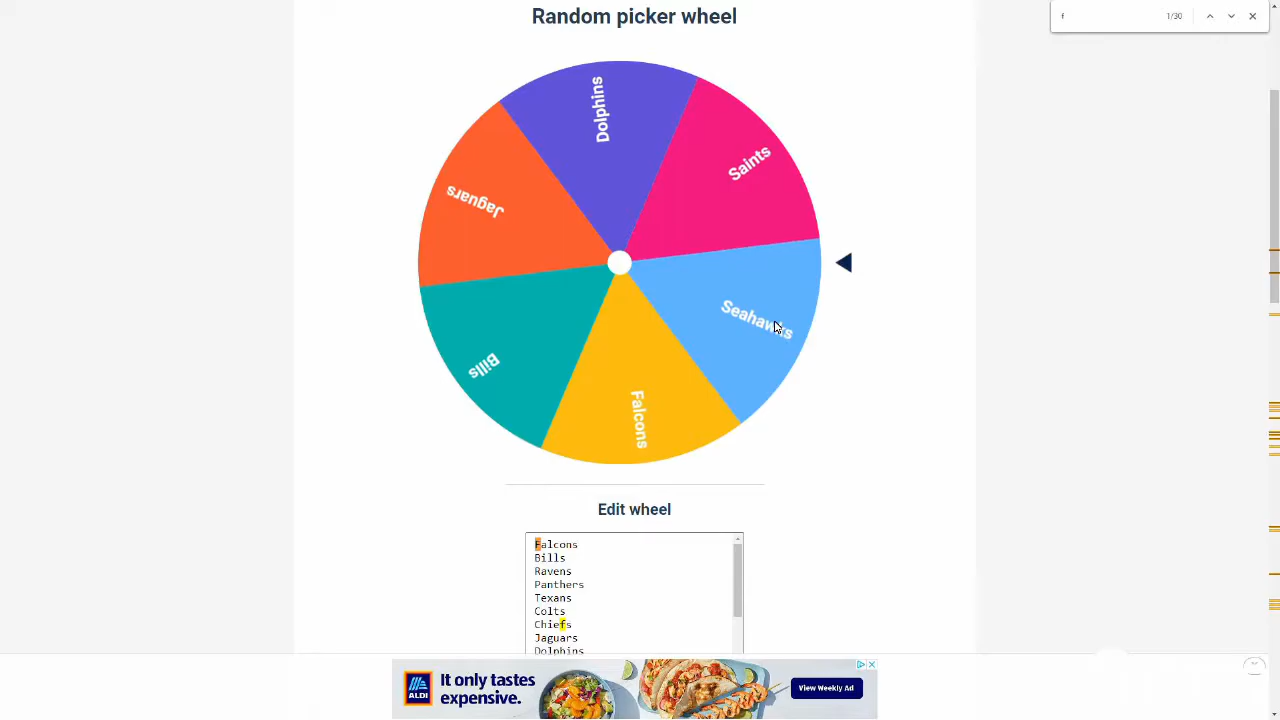 Random picker wheel
f
1/30
Dolphins
Saints
Jaguars
Seahawks
Bills
Falcons
Edit wheel
Falcons
Bills
Ravens
Panthers
Texans
Colts
Chiefs
Jaguars
Dolphins
ALDI
It only tastes
expensive.
View Weekly Ad